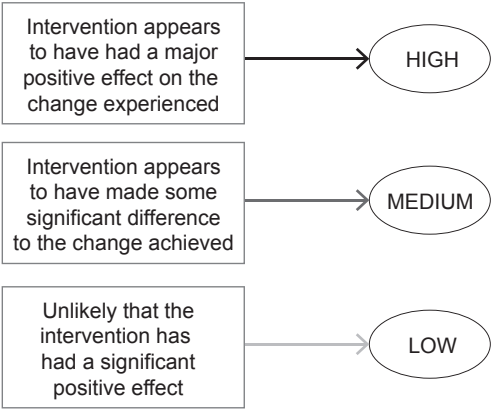 Intervention appears
to have had a major
positive effect on the
change experienced
HIGH
Intervention appears
to have made some
significant difference
to the change achieved
MEDIUM
Unlikely that the
intervention has
had a significant
positive effect
LOW